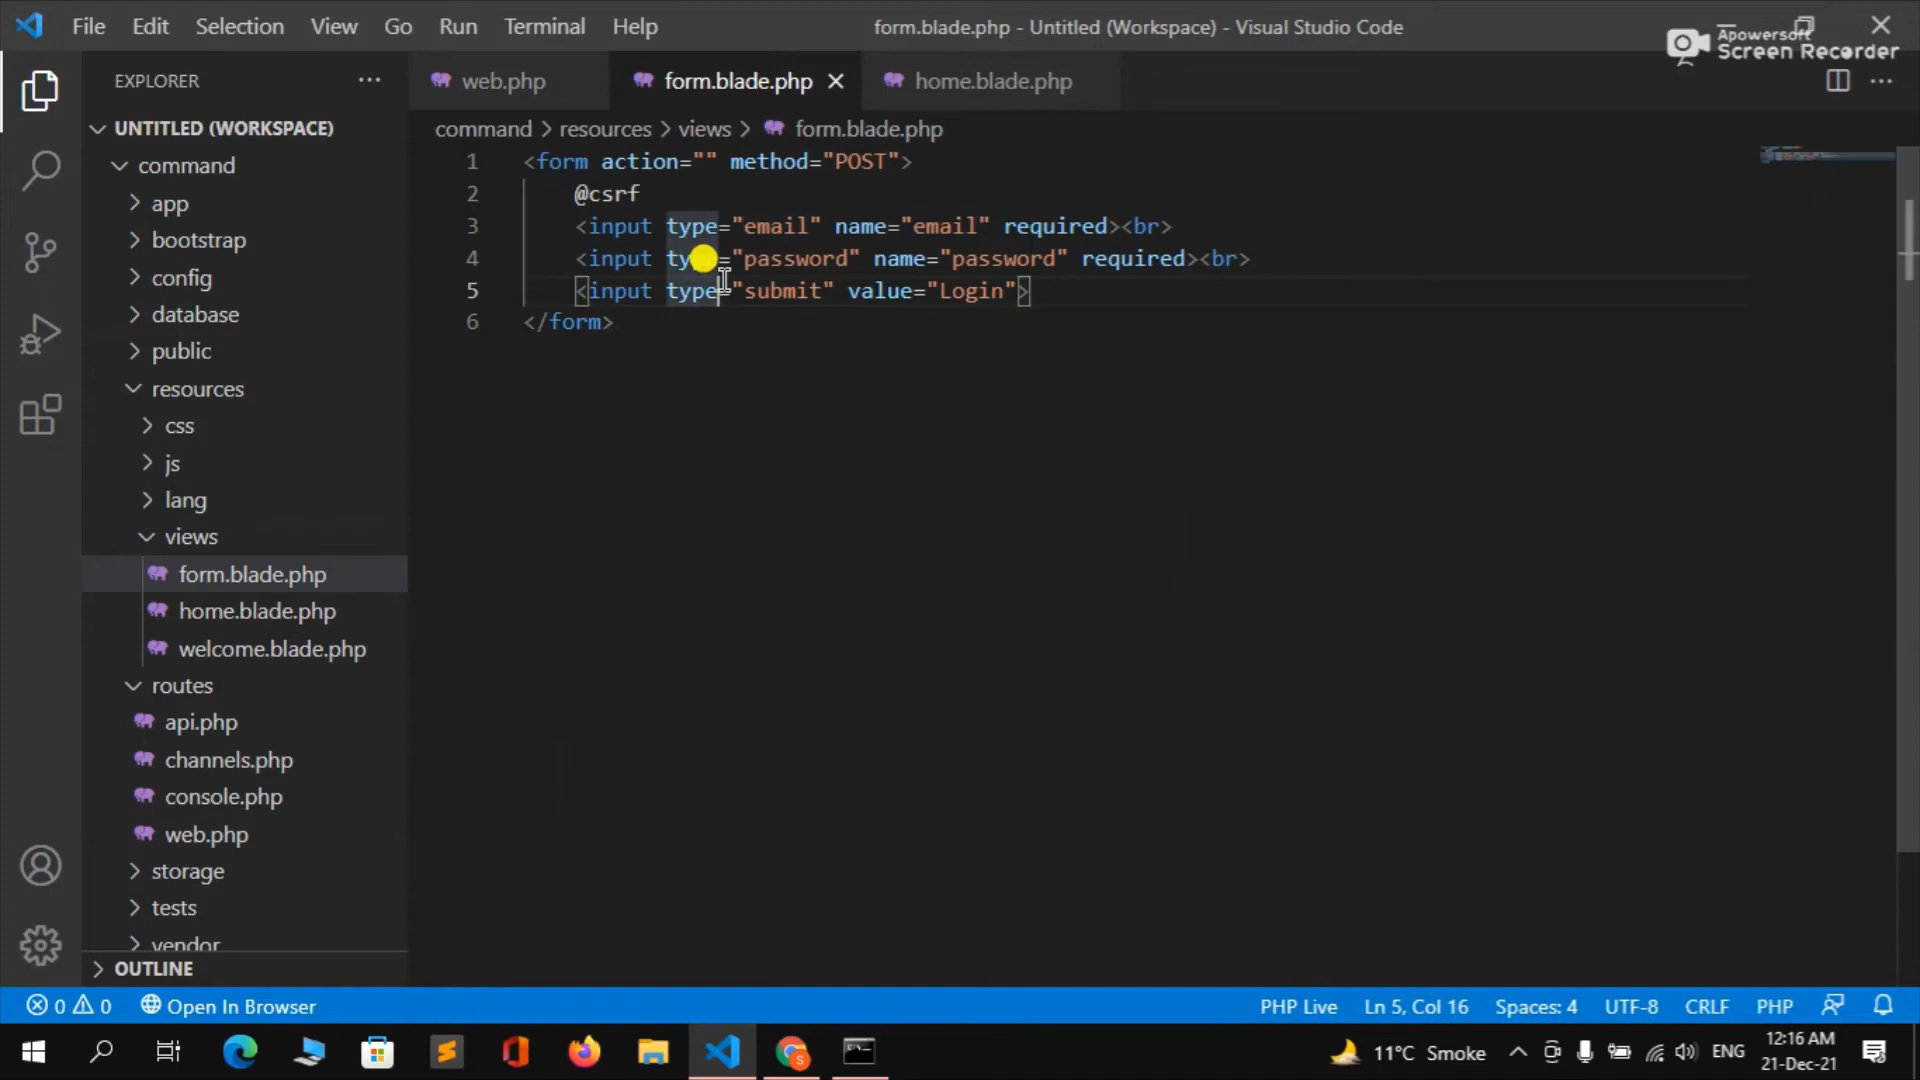 File Edit Selection View Go Run Terminal Help
form.blade.php - Untitled (Workspace) - Visual Studio Code
Apowersoft
Screen Recorder
EXPLORER
web.php
form.blade.php
home.blade.php
UNTITLED (WORKSPACE)
command
app
bootstrap
config
database
public
resources
css
js
lang
views
form.blade.php
home.blade.php
welcome.blade.php
routes
api.php
channels.php
console.php
web.php
storage
tests
vendor
OUTLINE
command > resources > views > form.blade.php
1 <form action="" method="POST">
2 @csrf
3 <input type="email" name="email" required><br>
4 <input type="password" name="password" required><br>
5 <input type="submit" value="Login">
6 </form>
0 0 Open In Browser
PHP Live Ln 5, Col 16 Spaces: 4 UTF-8 CRLF PHP
11°C Smoke
ENG
12:16 AM
21-Dec-21